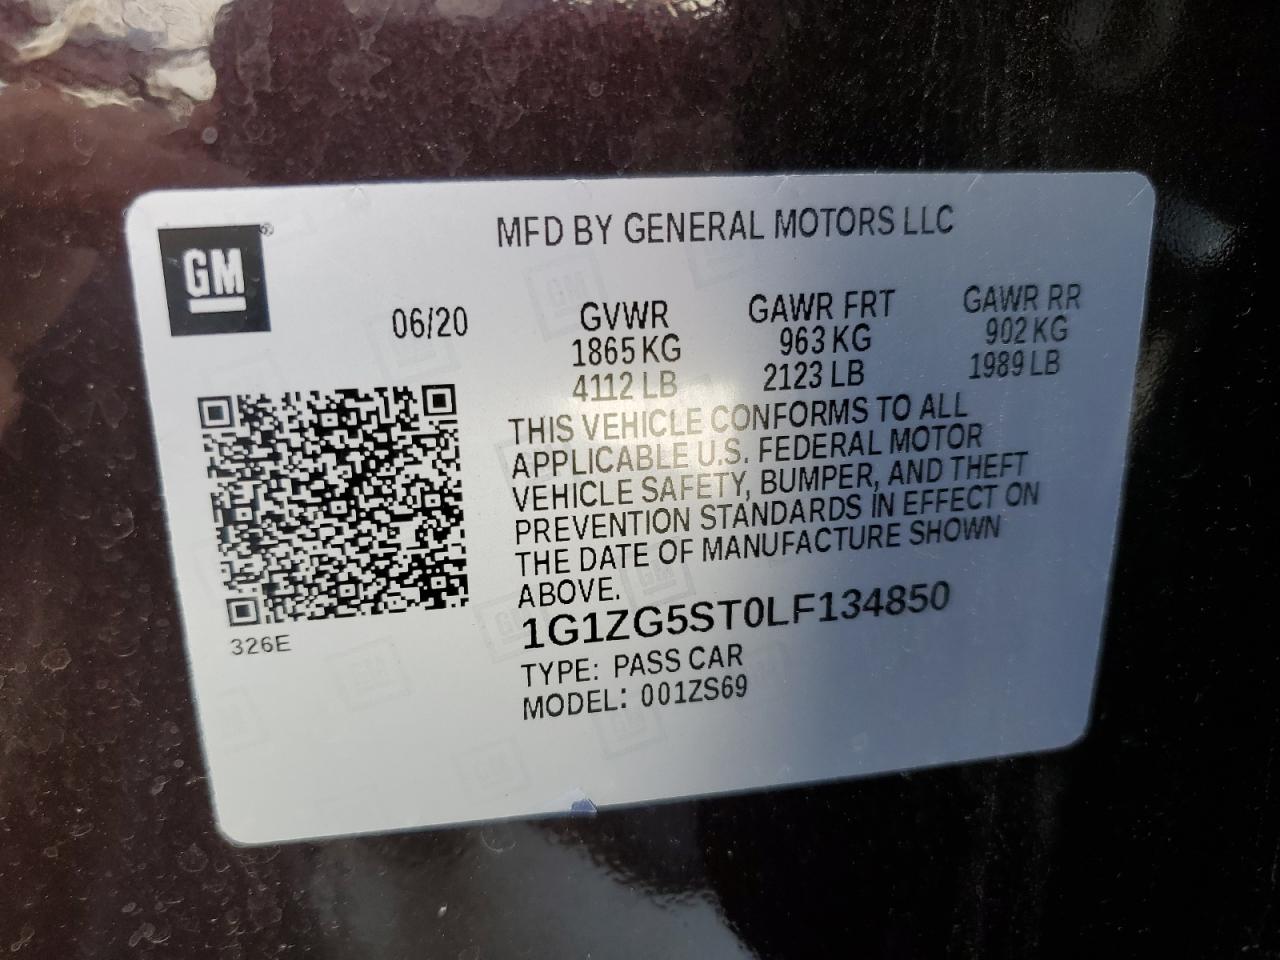 MFD BY GENERAL MOTORS LLC
GM®
06/20
GVWR GAWR FRT GAWR RR
1865 KG 963 KG 902 KG
4112 LB 2123 LB 1989 LB
THIS VEHICLE CONFORMS TO ALL
APPLICABLE U.S. FEDERAL MOTOR
VEHICLE SAFETY, BUMPER, AND THEFT
PREVENTION STANDARDS IN EFFECT ON
THE DATE OF MANUFACTURE SHOWN
ABOVE.
326E
1G1ZG5ST0LF134850
TYPE: PASS CAR
MODEL: 001ZS69